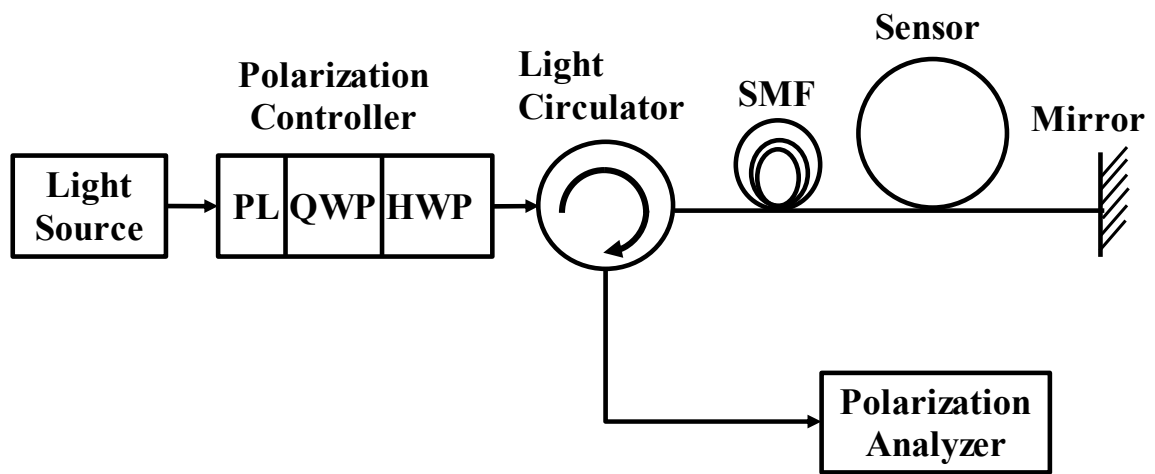 Sensor
Polarization
Controller
Light
Circulator
SMF
Mirror
Light
Source
PL
QWP
HWP
Polarization
Analyzer